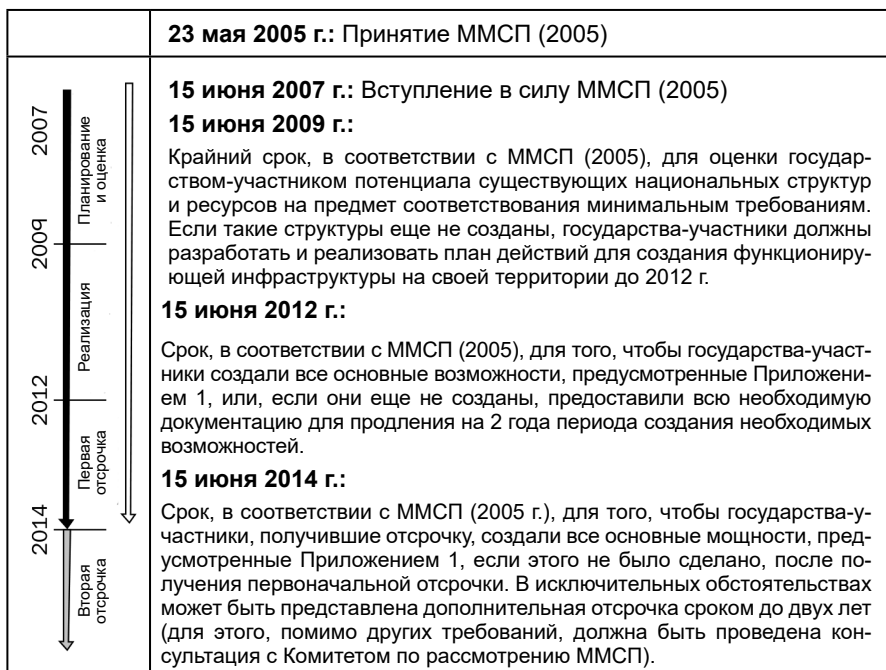 23 мая 2005 г.: Принятие ММСП (2005)
2007
Планирование
и оценка
2009
Реализация
2012
Первая
отсрочка
2014
Вторая
отсрочка
15 июня 2007 г.: Вступление в силу ММСП (2005)
15 июня 2009 г.:
Крайний срок, в соответствии с ММСП (2005), для оценки государ-
ством-участником потенциала существующих национальных структур
и ресурсов на предмет соответствования минимальным требованиям.
Если такие структуры еще не созданы, государства-участники должны
разработать и реализовать план действий для создания функциониру-
ющей инфраструктуры на своей территории до 2012 г.
15 июня 2012 г.:
Срок, в соответствии с ММСП (2005), для того, чтобы государства-участ-
ники создали все основные возможности, предусмотренные Приложени-
ем 1, или, если они еще не созданы, предоставили всю необходимую
документацию для продления на 2 года периода создания необходимых
возможностей.
15 июня 2014 г.:
Срок, в соответствии с ММСП (2005 г.), для того, чтобы государства-у-
частники, получившие отсрочку, создали все основные мощности, пред-
усмотренные Приложением 1, если этого не было сделано, после по-
лучения первоначальной отсрочки. В исключительных обстоятельствах
может быть представлена дополнительная отсрочка сроком до двух лет
(для этого, помимо других требований, должна быть проведена кон-
сультация с Комитетом по рассмотрению ММСП).